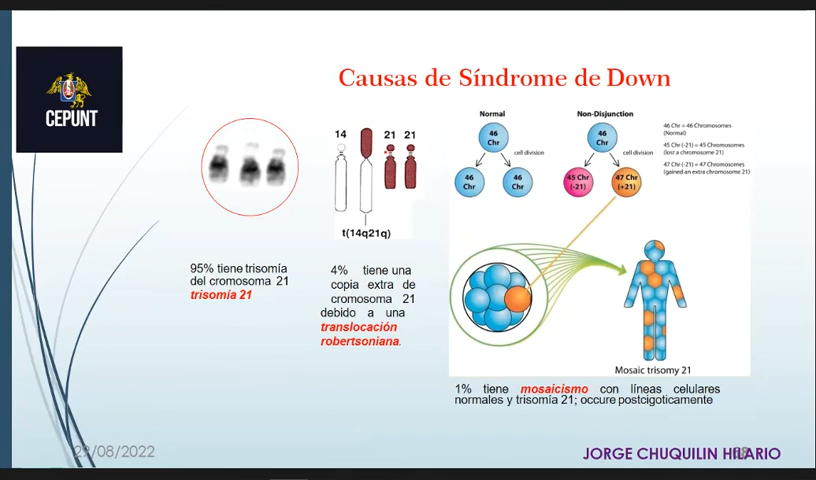 CEPUNT
Causas de Síndrome de Down
14
21
21
t(14q21q)
95% tiene trisomía
del cromosoma 21
trisomía 21
4% tiene una
copia extra de
cromosoma 21
debido a una
translocación
robertsoniana.
Normal
46
Chr
cell division
46
Chr
46
Chr
Non-Disjunction
46
Chr
cell division
45 Chr
(-21)
47 Chr
(+21)
46 Chr = 46 Chromosomes
(Normal)
45 Chr (-21) = 45 Chromosomes
(lost a chromosome 21)
47 Chr (-21) = 47 Chromosomes
(gained an extra chromosome 21)
Mosaic trisomy 21
1% tiene mosaicismo con líneas celulares
normales y trisomía 21; occure postcigoticamente
/08/2022
JORGE CHUQUILIN HILARIO